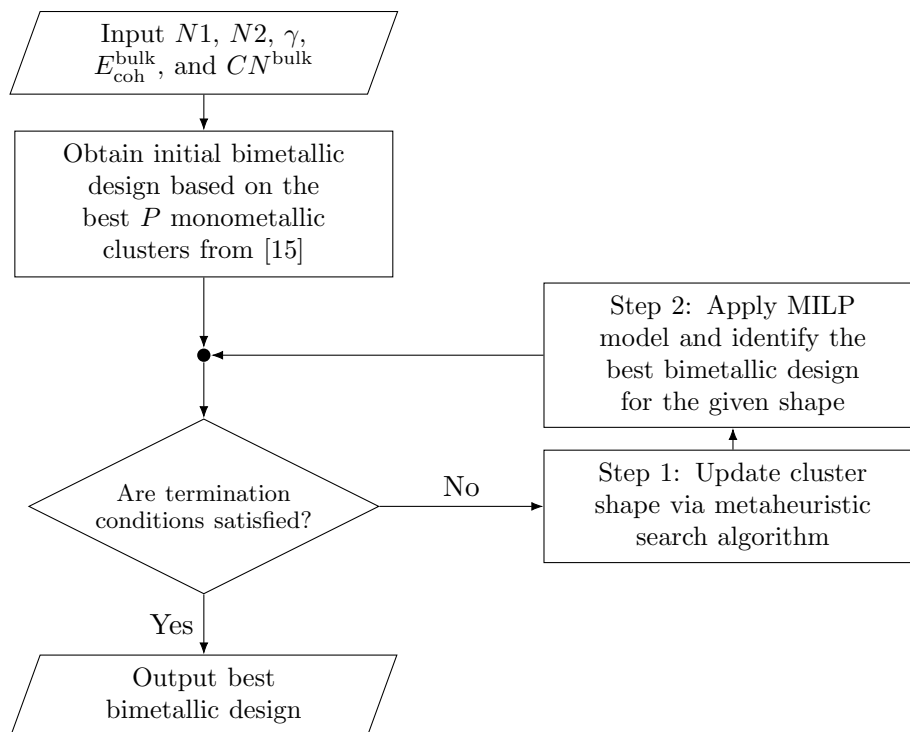 Input N1, N2, γ,
E_coh^bulk, and CN^bulk
Obtain initial bimetallic
design based on the
best P monometallic
clusters from [15]
Step 2: Apply MILP
model and identify the
best bimetallic design
for the given shape
Are termination
conditions satisfied?
No
Step 1: Update cluster
shape via metaheuristic
search algorithm
Yes
Output best
bimetallic design